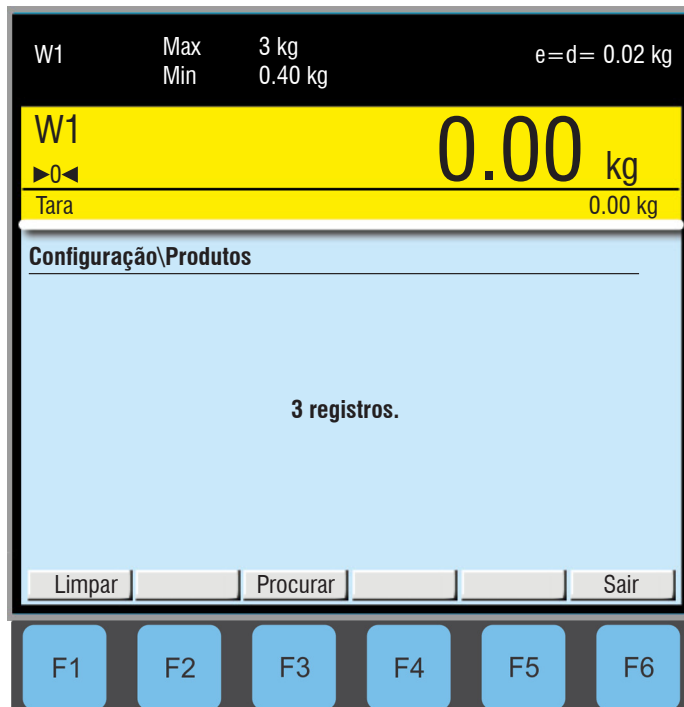 W1 Max 3 kg e=d= 0.02 kg
Min 0.40 kg
W1 0.00 kg
►0◄
Tara 0.00 kg
Configuração\Produtos
3 registros.
Limpar Procurar Sair
F1 F2 F3 F4 F5 F6